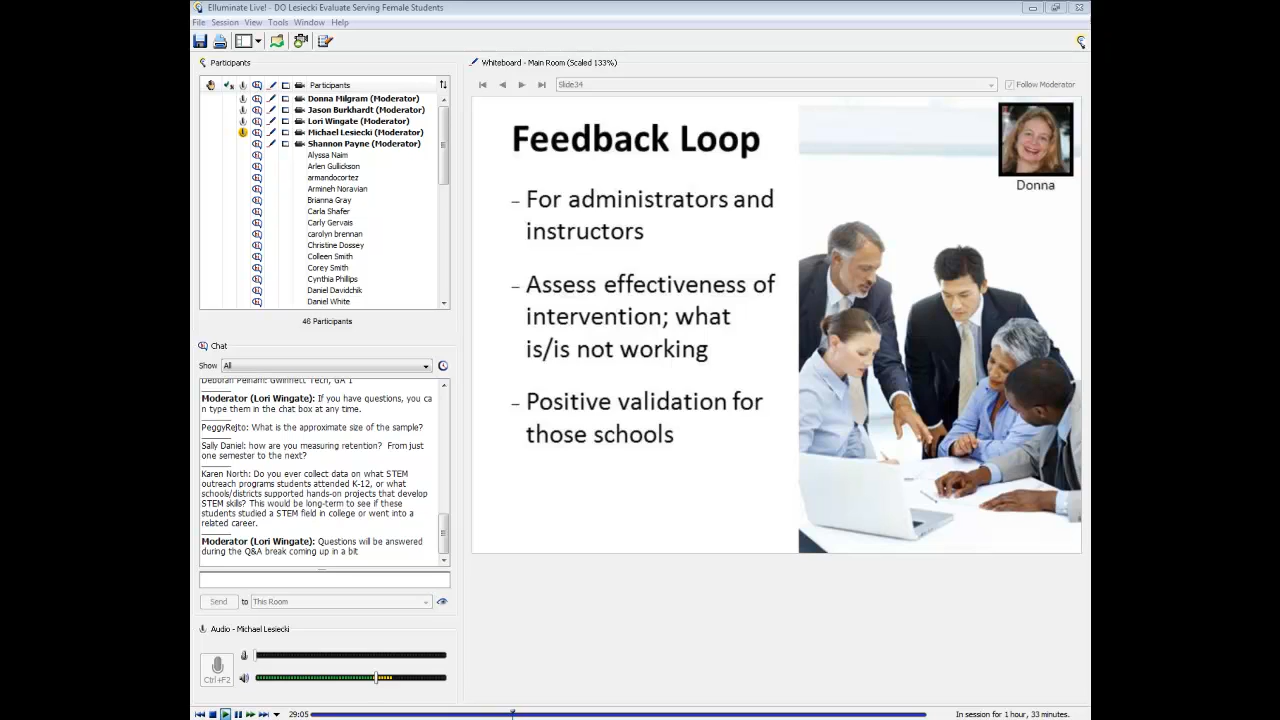 Elluminate Live! - DO Lesiecki Evaluate Serving Female Students
File Session View Tools Window Help
Participants
Participants
Donna Milgram (Moderator)
Jason Burkhardt (Moderator)
Lori Wingate (Moderator)
Michael Lesiecki (Moderator)
Shannon Payne (Moderator)
Alyssa Naim
Arlen Gullickson
armandocortez
Armineh Noravian
Brianna Gray
Carla Shafer
Carly Gervais
carolyn brennan
Christine Dossey
Colleen Smith
Corey Smith
Cynthia Phillips
Daniel Davidchik
Daniel White
46 Participants
Chat
Show All
Deborah Pelham: Gwinnett Tech, GA 1
Moderator (Lori Wingate): If you have questions, you ca
n type them in the chat box at any time.
PeggyRejto: What is the approximate size of the sample?
Sally Daniel: how are you measuring retention? From just
one semester to the next?
Karen North: Do you ever collect data on what STEM
outreach programs students attended K-12, or what
schools/districts supported hands-on projects that develop
STEM skills? This would be long-term to see if these
students studied a STEM field in college or went into a
related career.
Moderator (Lori Wingate): Questions will be answered
during the Q&A break coming up in a bit
Send to This Room
Audio - Michael Lesiecki
Ctrl+F2
Whiteboard - Main Room (Scaled 133%)
Slide34
Follow Moderator
Feedback Loop
Donna
– For administrators and
instructors
– Assess effectiveness of
intervention; what
is/is not working
– Positive validation for
those schools
29:05
In session for 1 hour, 33 minutes.